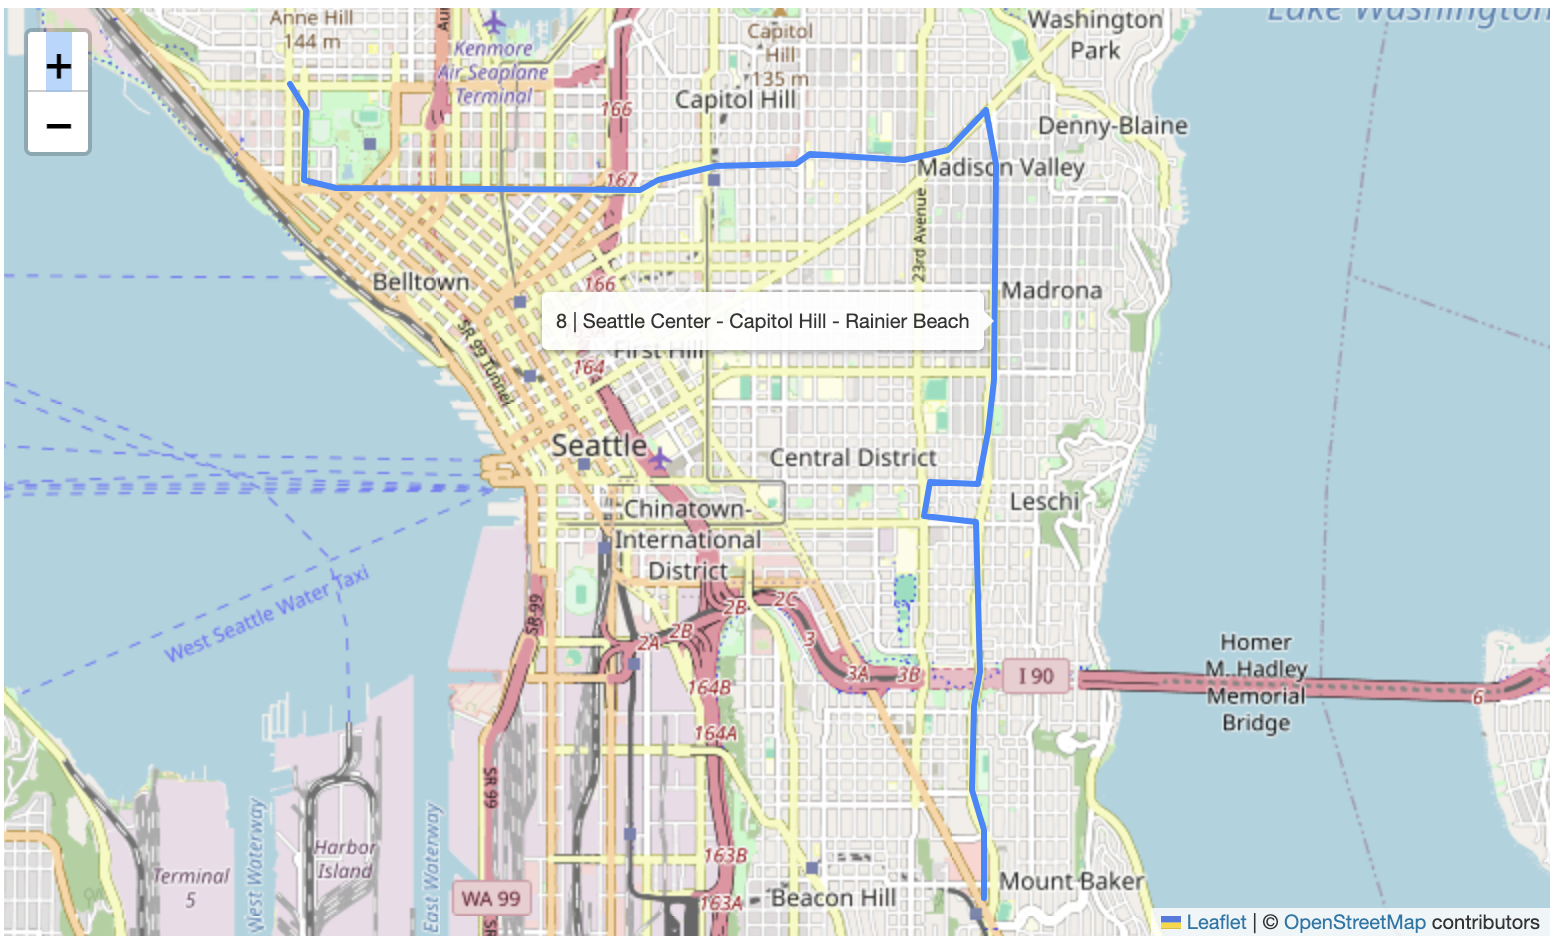 Lake Washington
Anne Hill
144 m
Kenmore
Air Seaplane
Terminal
Capitol
Hill
135 m
Washington
Park
+
−
166
Capitol Hill
Denny-Blaine
Madison Valley
167
23rd Avenue
Belltown
166
Madrona
8 | Seattle Center - Capitol Hill - Rainier Beach
First Hill
SR 99 Tunnel
164
Seattle
Central District
Leschi
Chinatown-
International
District
West Seattle Water Taxi
SR 99
2B
2C
2A
2B
3
3A
3B
I 90
Homer
M. Hadley
Memorial
Bridge
6
164B
164A
SR 99
West Waterway
East Waterway
Harbor
Island
Terminal
5
163B
WA 99
163A
Beacon Hill
Mount Baker
Leaflet | © OpenStreetMap contributors